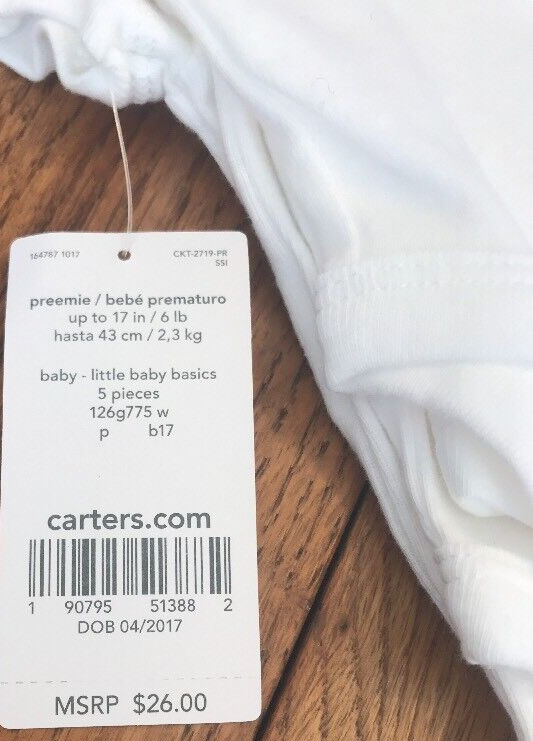 164787 1017 CKT-2719-PR
SSI
preemie / bebé prematuro
up to 17 in / 6 lb
hasta 43 cm / 2,3 kg
baby - little baby basics
5 pieces
126g775 w
p b17
carters.com
1 90795 51388 2
DOB 04/2017
MSRP $26.00